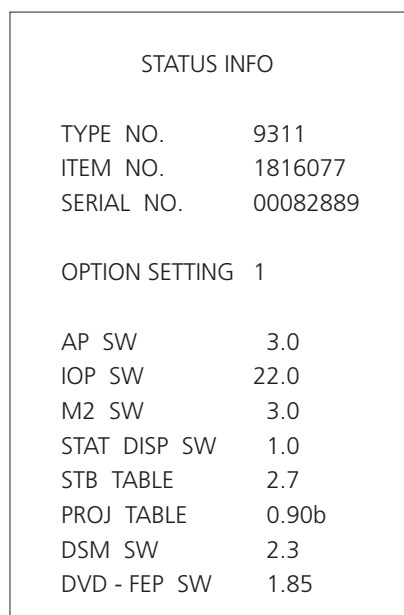 STATUS INFO
TYPE NO. 9311
ITEM NO. 1816077
SERIAL NO. 00082889
OPTION SETTING 1
AP SW 3.0
IOP SW 22.0
M2 SW 3.0
STAT DISP SW 1.0
STB TABLE 2.7
PROJ TABLE 0.90b
DSM SW 2.3
DVD - FEP SW 1.85